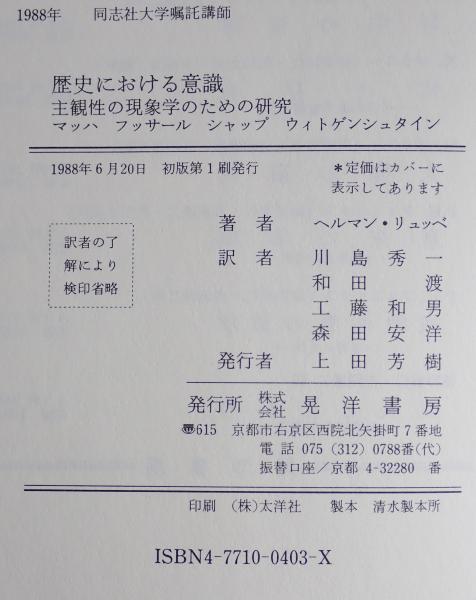 1988年　同志社大学嘱託講師
歴史における意識
主観性の現象学のための研究
マッハ　フッサール　シャップ　ウィトゲンシュタイン
1988年6月20日　初版第1刷発行
＊定価はカバーに
表示してあります
訳者の了
解により
検印省略
著者　ヘルマン・リュッベ
訳者　川島秀一
和田渡
工藤和男
森田安洋
発行者　上田芳樹
発行所　株式会社　晃洋書房
〠615　京都市右京区西院北矢掛町7番地
電話　075（312）0788番(代)
振替口座／京都　4-32280　番
印刷　（株）太洋社　製本　清水製本所
ISBN4-7710-0403-X